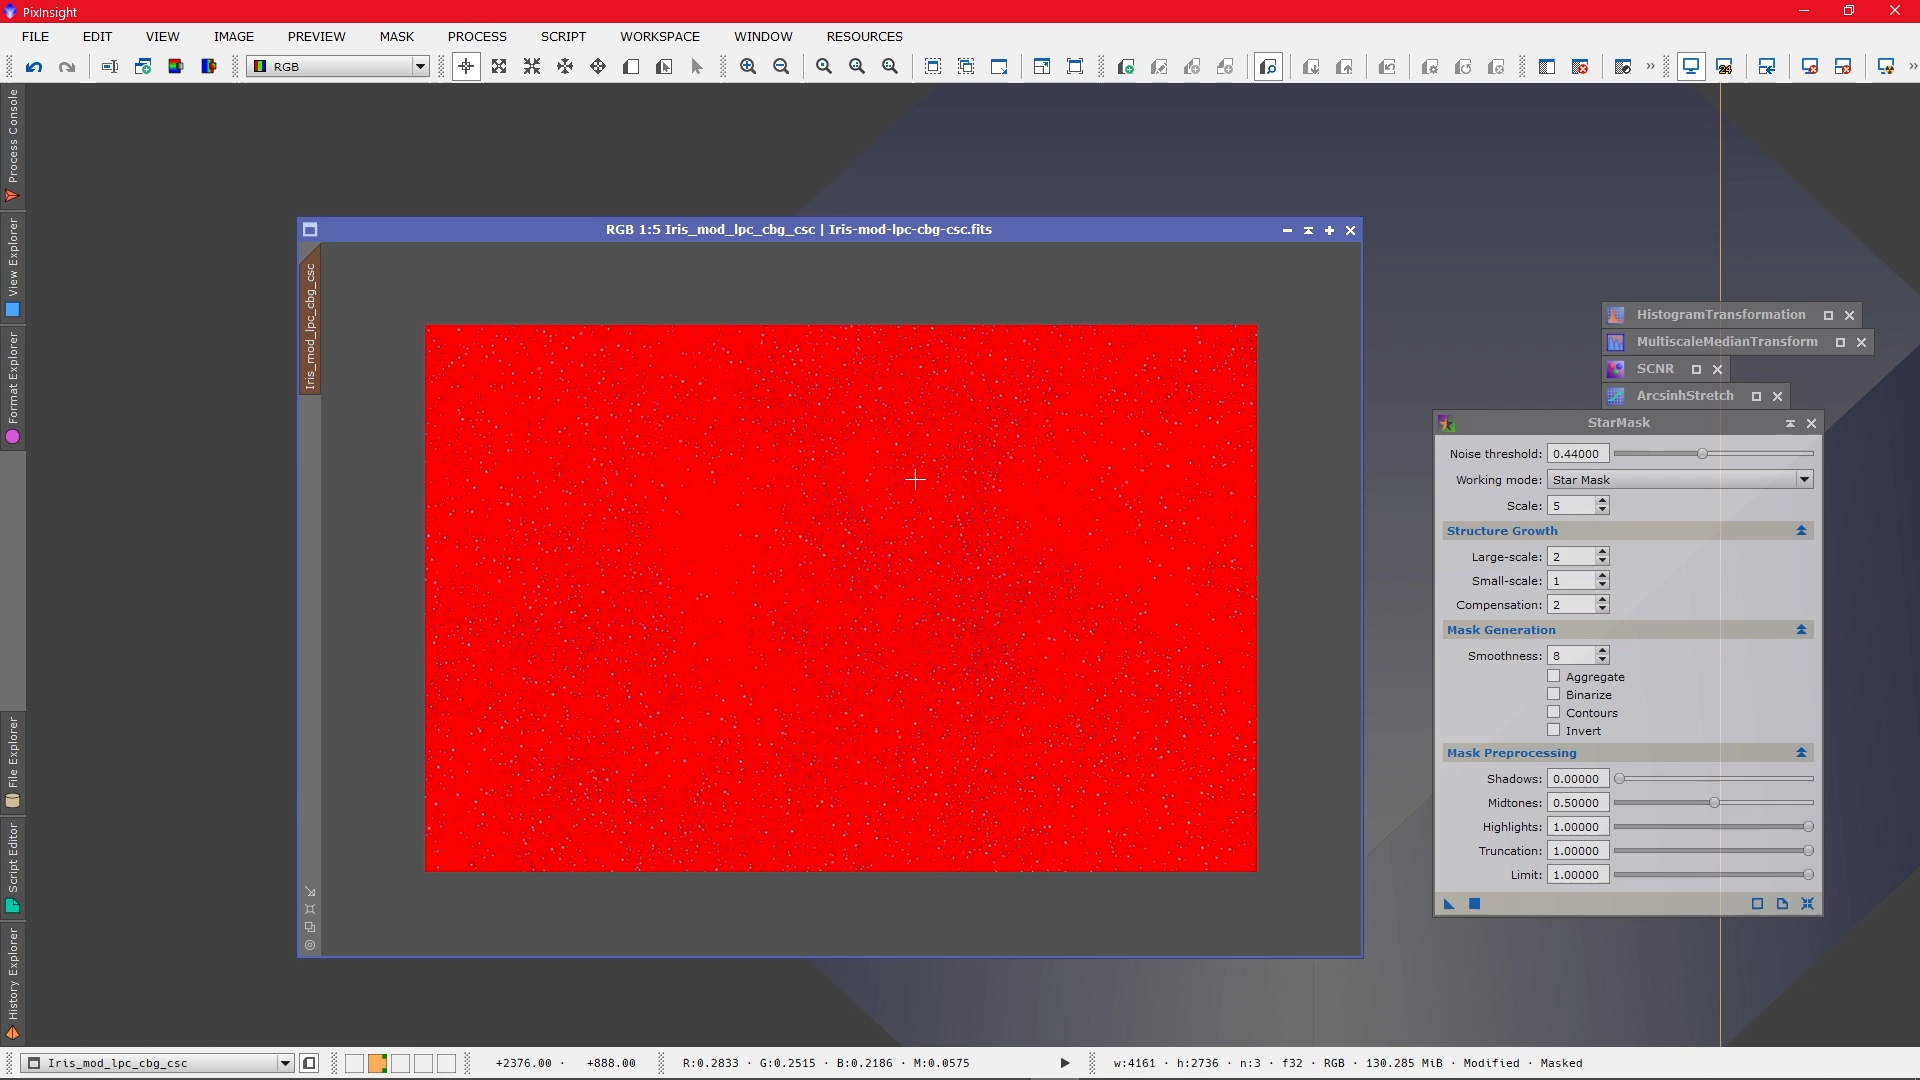 PixInsight
FILE EDIT VIEW IMAGE PREVIEW MASK PROCESS SCRIPT WORKSPACE WINDOW RESOURCES
RGB
24
Process Console
View Explorer
Format Explorer
File Explorer
Script Editor
History Explorer
RGB 1:5 Iris_mod_lpc_cbg_csc | Iris-mod-lpc-cbg-csc.fits
Iris_mod_lpc_cbg_csc
HistogramTransformation
MultiscaleMedianTransform
SCNR
ArcsinhStretch
StarMask
Noise threshold: 0.44000
Working mode: Star Mask
Scale: 5
Structure Growth
Large-scale: 2
Small-scale: 1
Compensation: 2
Mask Generation
Smoothness: 8
Aggregate
Binarize
Contours
Invert
Mask Preprocessing
Shadows: 0.00000
Midtones: 0.50000
Highlights: 1.00000
Truncation: 1.00000
Limit: 1.00000
Iris_mod_lpc_cbg_csc
+2376.00 · +888.00
R:0.2833 · G:0.2515 · B:0.2186 · M:0.0575
w:4161 · h:2736 · n:3 · f32 · RGB · 130.285 MiB · Modified · Masked